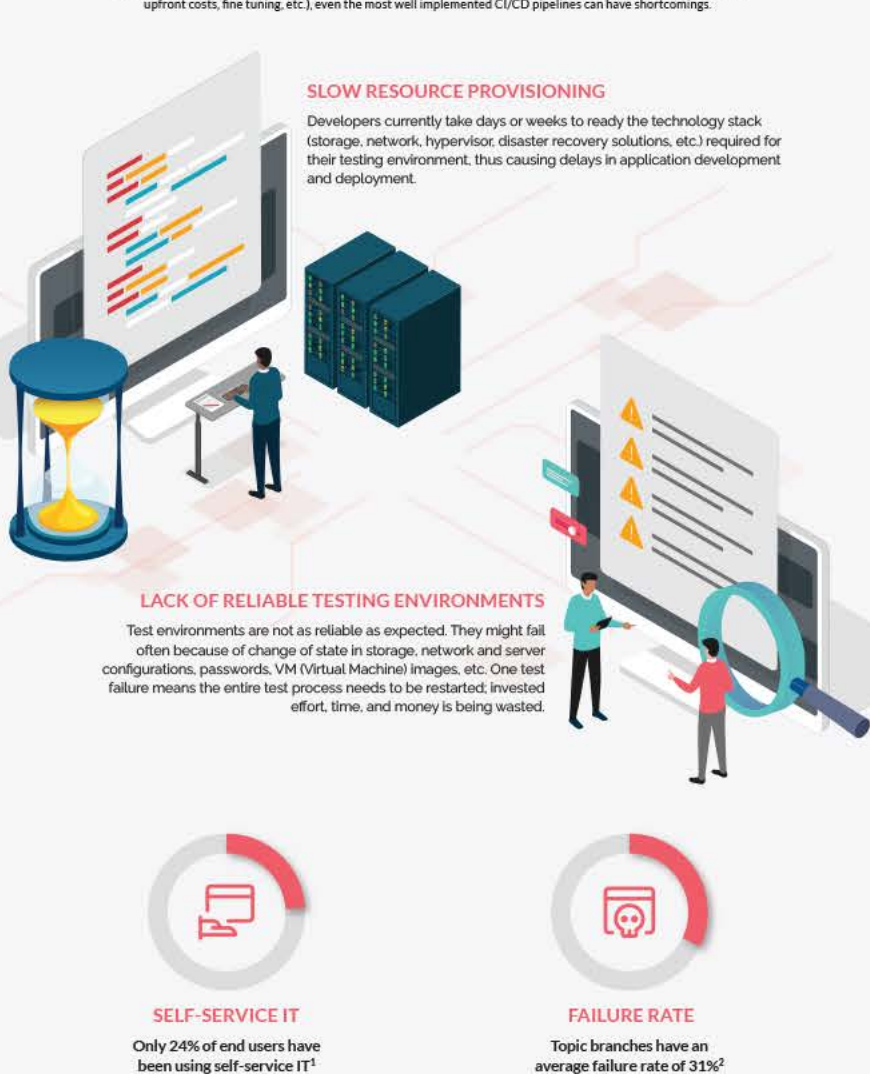 upfront costs, fine tuning, etc.), even the most well implemented CI/CD pipelines can have shortcomings.
SLOW RESOURCE PROVISIONING
Developers currently take days or weeks to ready the technology stack
(storage, network, hypervisor, disaster recovery solutions, etc.) required for
their testing environment, thus causing delays in application development
and deployment.
LACK OF RELIABLE TESTING ENVIRONMENTS
Test environments are not as reliable as expected. They might fail
often because of change of state in storage, network and server
configurations, passwords, VM (Virtual Machine) images, etc. One test
failure means the entire test process needs to be restarted; invested
effort, time, and money is being wasted.
SELF-SERVICE IT
Only 24% of end users have
been using self-service IT¹
FAILURE RATE
Topic branches have an
average failure rate of 31%²